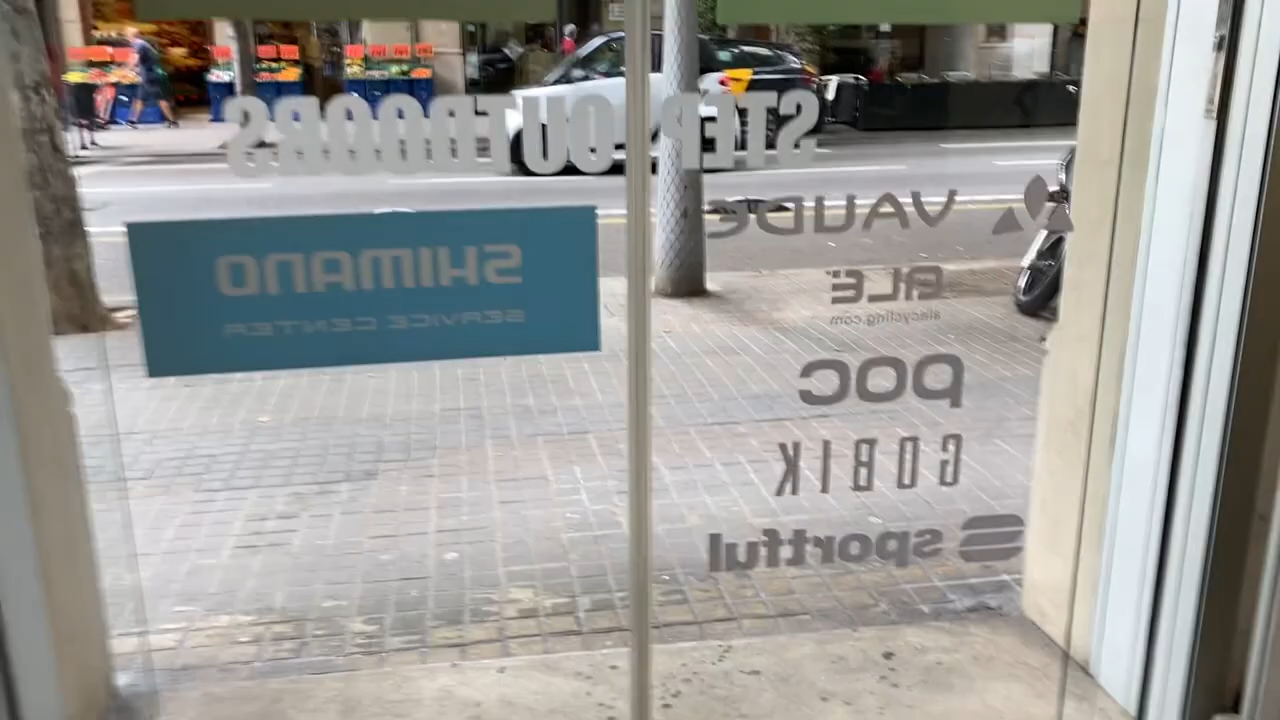 STEP OUTDOORS
SHIMANO
SERVICE CENTER
VAUDE
ALÉ
alecycling.com
POC
GOBIK
sportful